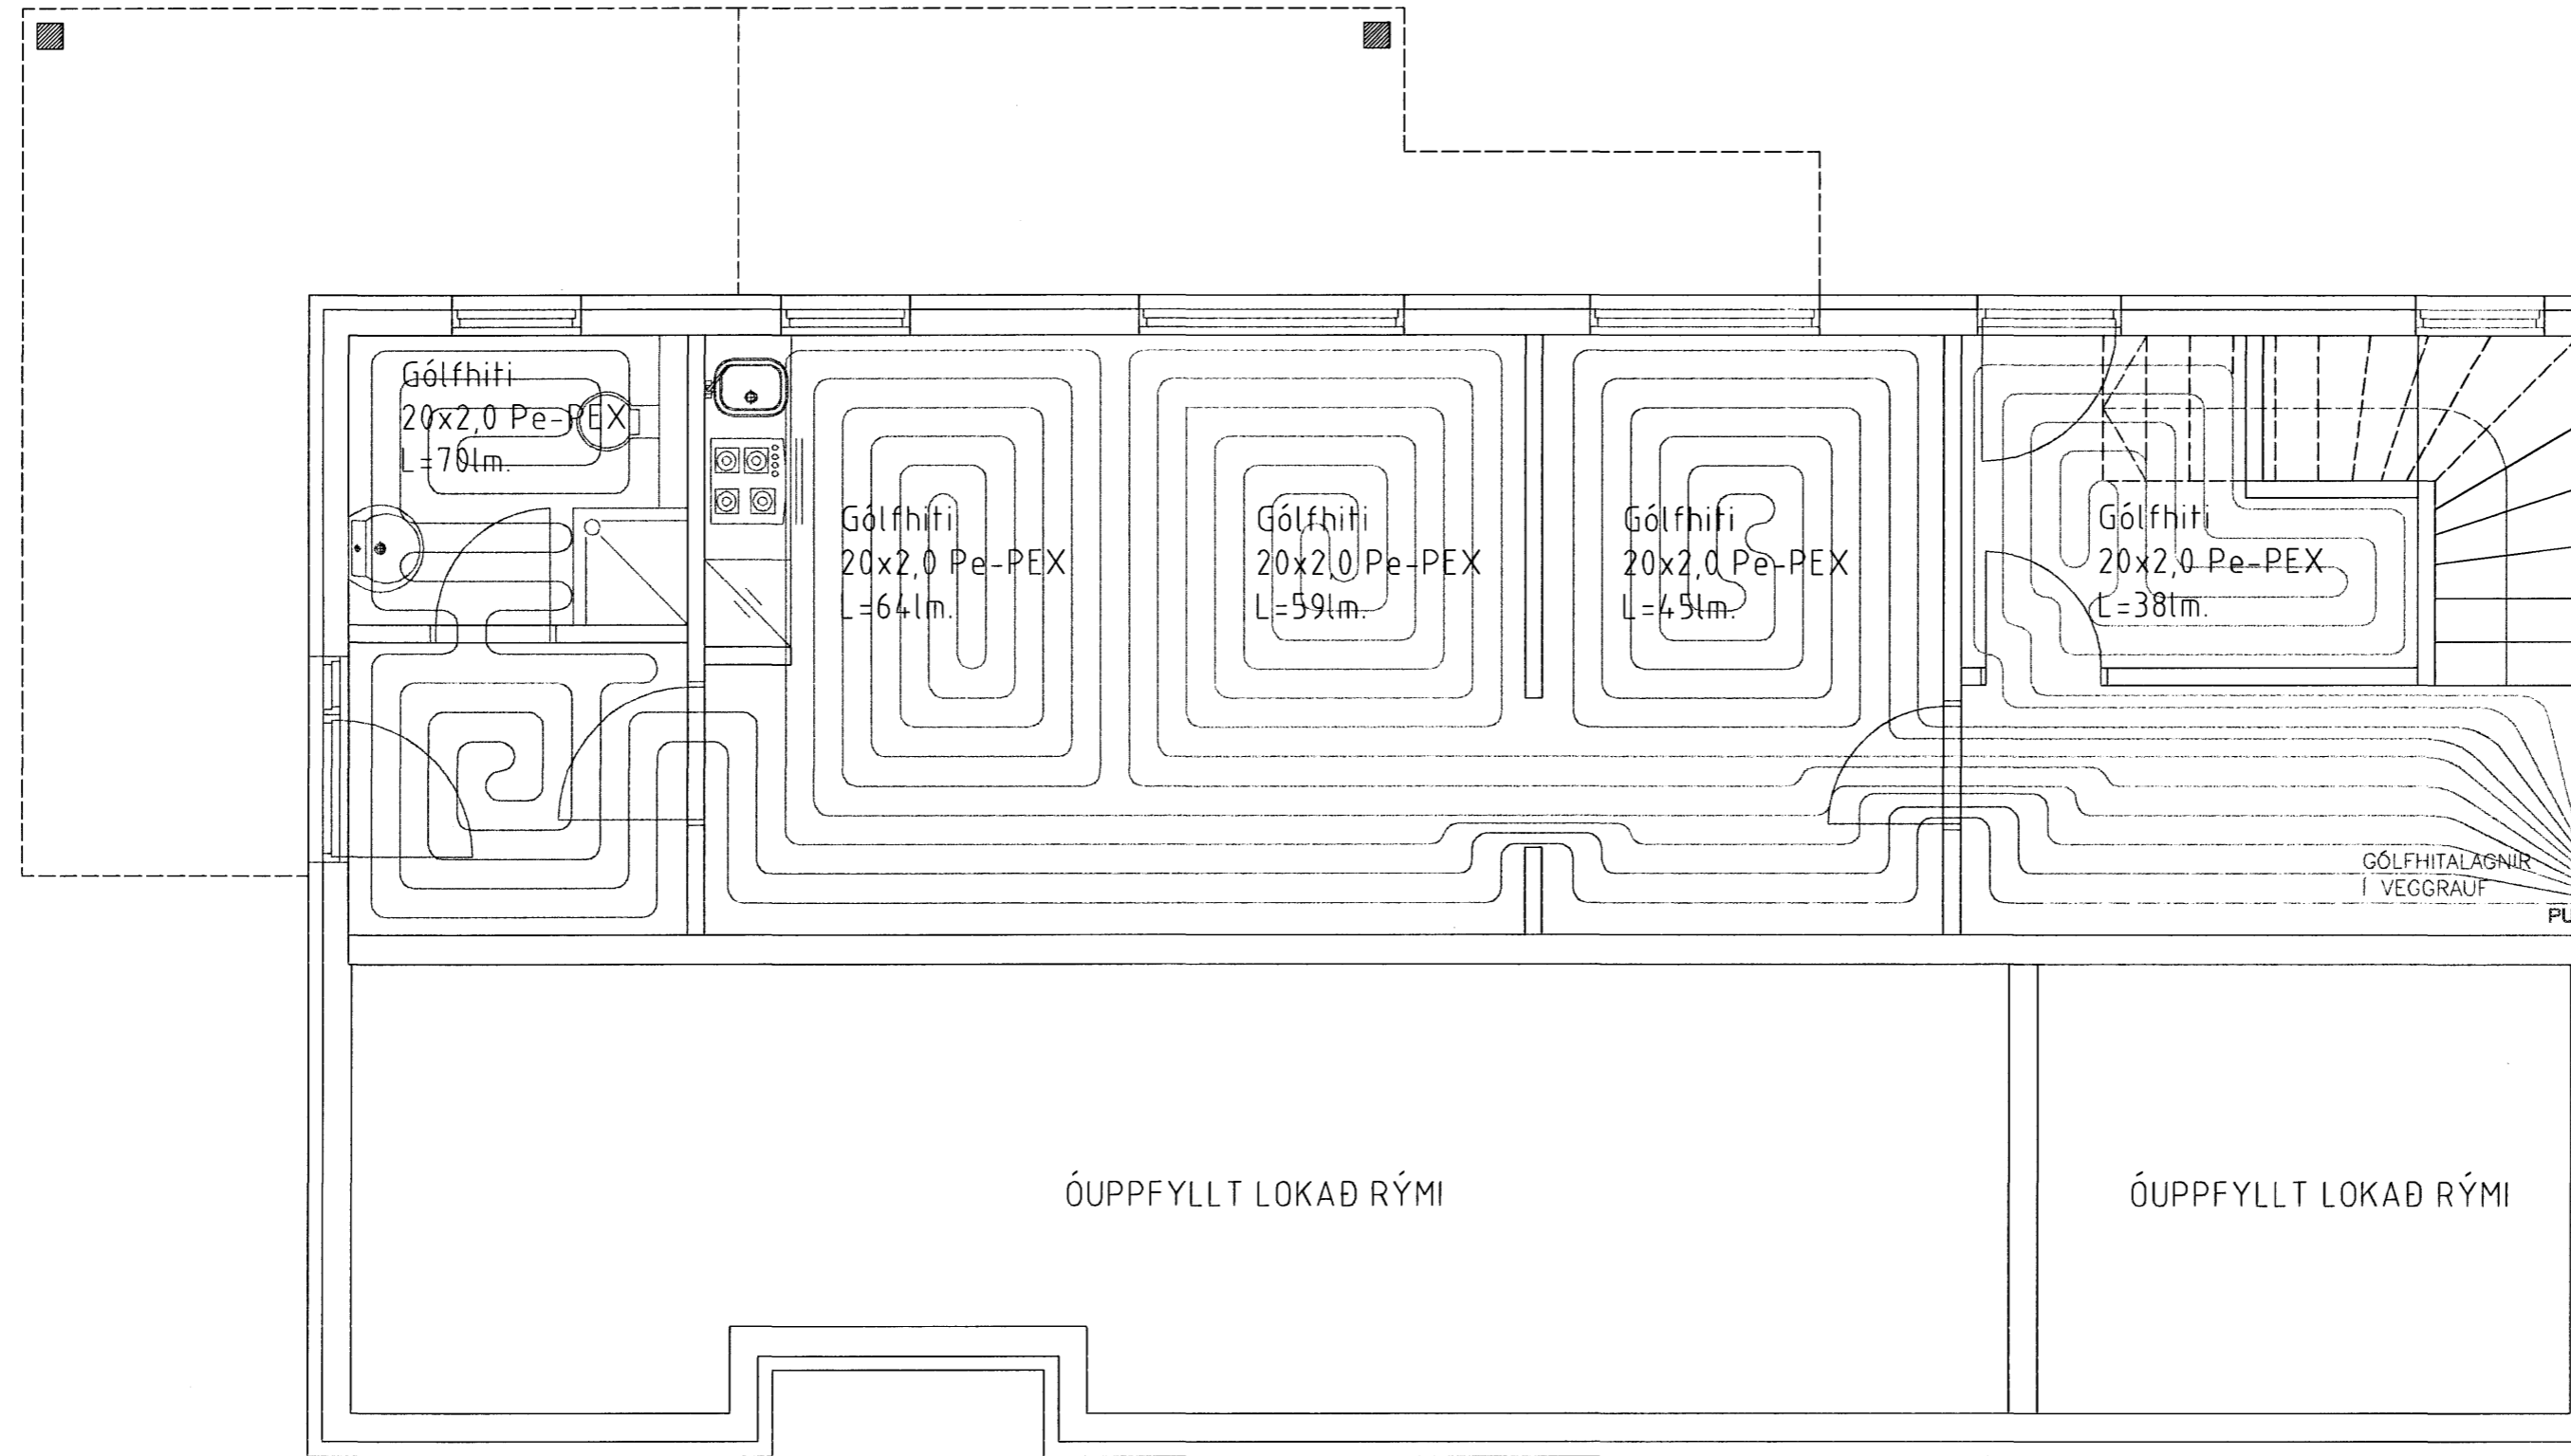 Gólfhiti
20x2,0 Pe-PEX
L=70lm.
Gólfhiti
20x2,0 Pe-PEX
L=64lm.
Gólfhiti
20x2,0 Pe-PEX
L=59lm.
Gólfhiti
20x2,0 Pe-PEX
L=45lm.
Gólfhiti
20x2,0 Pe-PEX
L=38lm.
GÓLFHITALAGNIR
Í VEGGRAUF
PU
ÓUPPFYLLT LOKAÐ RÝMI
ÓUPPFYLLT LOKAÐ RÝMI